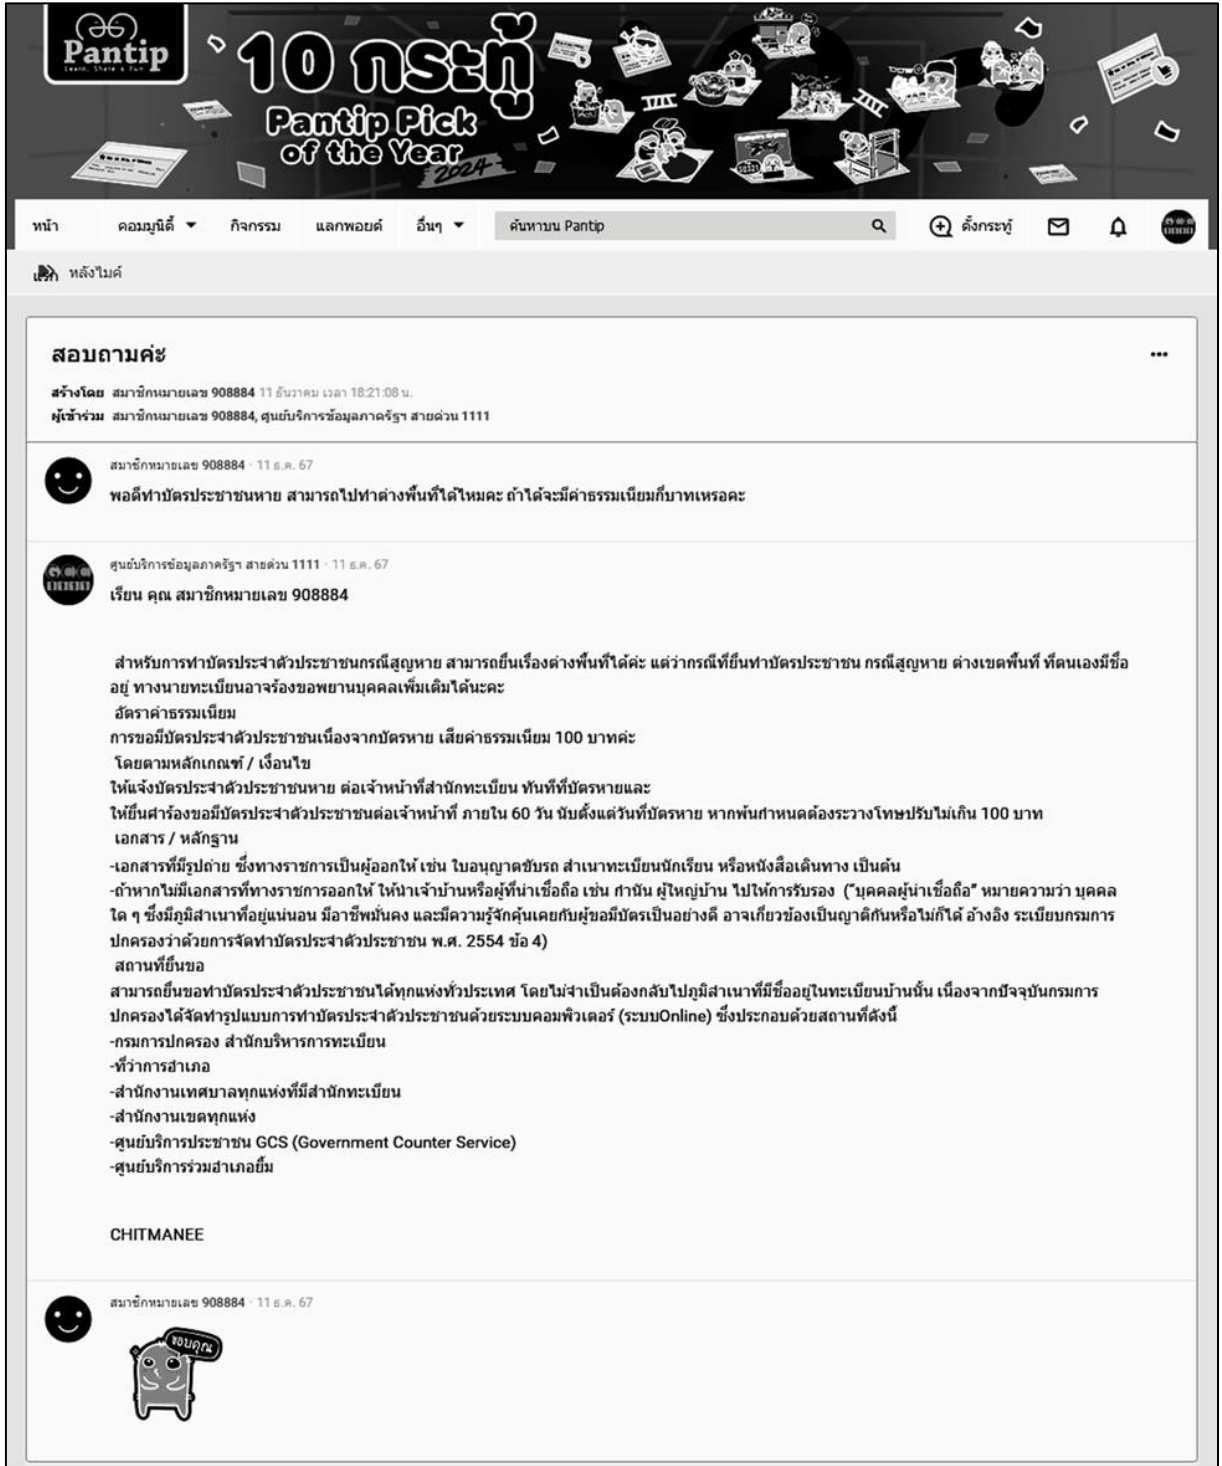 Pantip
Learn, Share & Fun
10 กระทู้
Pantip Pick
of the Year
2024
หน้า คอมมูนิตี้ กิจกรรม แลกพอยต์ อื่นๆ ค้นหาบน Pantip ตั้งกระทู้
หลังไมค์
สอบถามค่ะ
สร้างโดย สมาชิกหมายเลข 908884 11 ธันวาคม เวลา 18:21:08 น.
ผู้เข้าร่วม สมาชิกหมายเลข 908884, ศูนย์บริการข้อมูลภาครัฐฯ สายด่วน 1111
สมาชิกหมายเลข 908884 · 11 ธ.ค. 67
พอดีทำบัตรประชาชนหาย สามารถไปทำต่างพื้นที่ได้ไหมคะ ถ้าได้จะมีค่าธรรมเนียมกี่บาทเหรอคะ
ศูนย์บริการข้อมูลภาครัฐฯ สายด่วน 1111 · 11 ธ.ค. 67
เรียน คุณ สมาชิกหมายเลข 908884
สำหรับการทำบัตรประจำตัวประชาชนกรณีสูญหาย สามารถยื่นเรื่องต่างพื้นที่ได้ค่ะ แต่ว่ากรณีที่ยื่นทำบัตรประชาชน กรณีสูญหาย ต่างเขตพื้นที่ ที่ตนเองมีชื่อ
อยู่ ทางนายทะเบียนอาจร้องขอพยานบุคคลเพิ่มเติมได้นะคะ
อัตราค่าธรรมเนียม
การขอมีบัตรประจำตัวประชาชนเนื่องจากบัตรหาย เสียค่าธรรมเนียม 100 บาทค่ะ
โดยตามหลักเกณฑ์ / เงื่อนไข
ให้แจ้งบัตรประจำตัวประชาชนหาย ต่อเจ้าหน้าที่สำนักทะเบียน ทันทีที่บัตรหายและ
ให้ยื่นคำร้องขอมีบัตรประจำตัวประชาชนต่อเจ้าหน้าที่ ภายใน 60 วัน นับตั้งแต่วันที่บัตรหาย หากพ้นกำหนดต้องระวางโทษปรับไม่เกิน 100 บาท
เอกสาร / หลักฐาน
-เอกสารที่มีรูปถ่าย ซึ่งทางราชการเป็นผู้ออกให้ เช่น ใบอนุญาตขับรถ สำเนาทะเบียนนักเรียน หรือหนังสือเดินทาง เป็นต้น
-ถ้าหากไม่มีเอกสารที่ทางราชการออกให้ ให้นำเจ้าบ้านหรือผู้ที่น่าเชื่อถือ เช่น กำนัน ผู้ใหญ่บ้าน ไปให้การรับรอง ("บุคคลผู้น่าเชื่อถือ" หมายความว่า บุคคล
ใด ๆ ซึ่งมีภูมิลำเนาที่อยู่แน่นอน มีอาชีพมั่นคง และมีความรู้จักคุ้นเคยกับผู้ขอมีบัตรเป็นอย่างดี อาจเกี่ยวข้องเป็นญาติกันหรือไม่ก็ได้ อ้างอิง ระเบียบกรมการ
ปกครองว่าด้วยการจัดทำบัตรประจำตัวประชาชน พ.ศ. 2554 ข้อ 4)
สถานที่ยื่นขอ
สามารถยื่นขอทำบัตรประจำตัวประชาชนได้ทุกแห่งทั่วประเทศ โดยไม่จำเป็นต้องกลับไปภูมิลำเนาที่มีชื่ออยู่ในทะเบียนบ้านนั้น เนื่องจากปัจจุบันกรมการ
ปกครองได้จัดทำรูปแบบการทำบัตรประจำตัวประชาชนด้วยระบบคอมพิวเตอร์ (ระบบOnline) ซึ่งประกอบด้วยสถานที่ดังนี้
-กรมการปกครอง สำนักบริหารการทะเบียน
-ที่ว่าการอำเภอ
-สำนักงานเทศบาลทุกแห่งที่มีสำนักทะเบียน
-สำนักงานเขตทุกแห่ง
-ศูนย์บริการประชาชน GCS (Government Counter Service)
-ศูนย์บริการร่วมอำเภอยิ้ม
CHITMANEE
สมาชิกหมายเลข 908884 · 11 ธ.ค. 67
ขอบคุณ